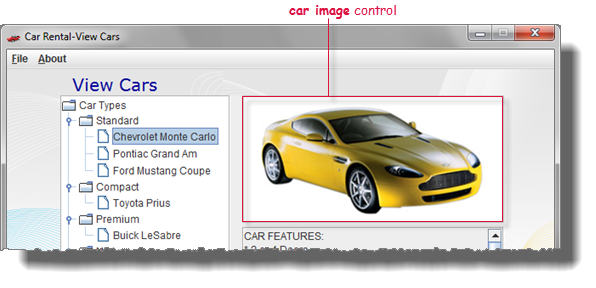 car image control
Car Rental-View Cars
File About
View Cars
Car Types
Standard
Chevrolet Monte Carlo
Pontiac Grand Am
Ford Mustang Coupe
Compact
Toyota Prius
Premium
Buick LeSabre
CAR FEATURES: